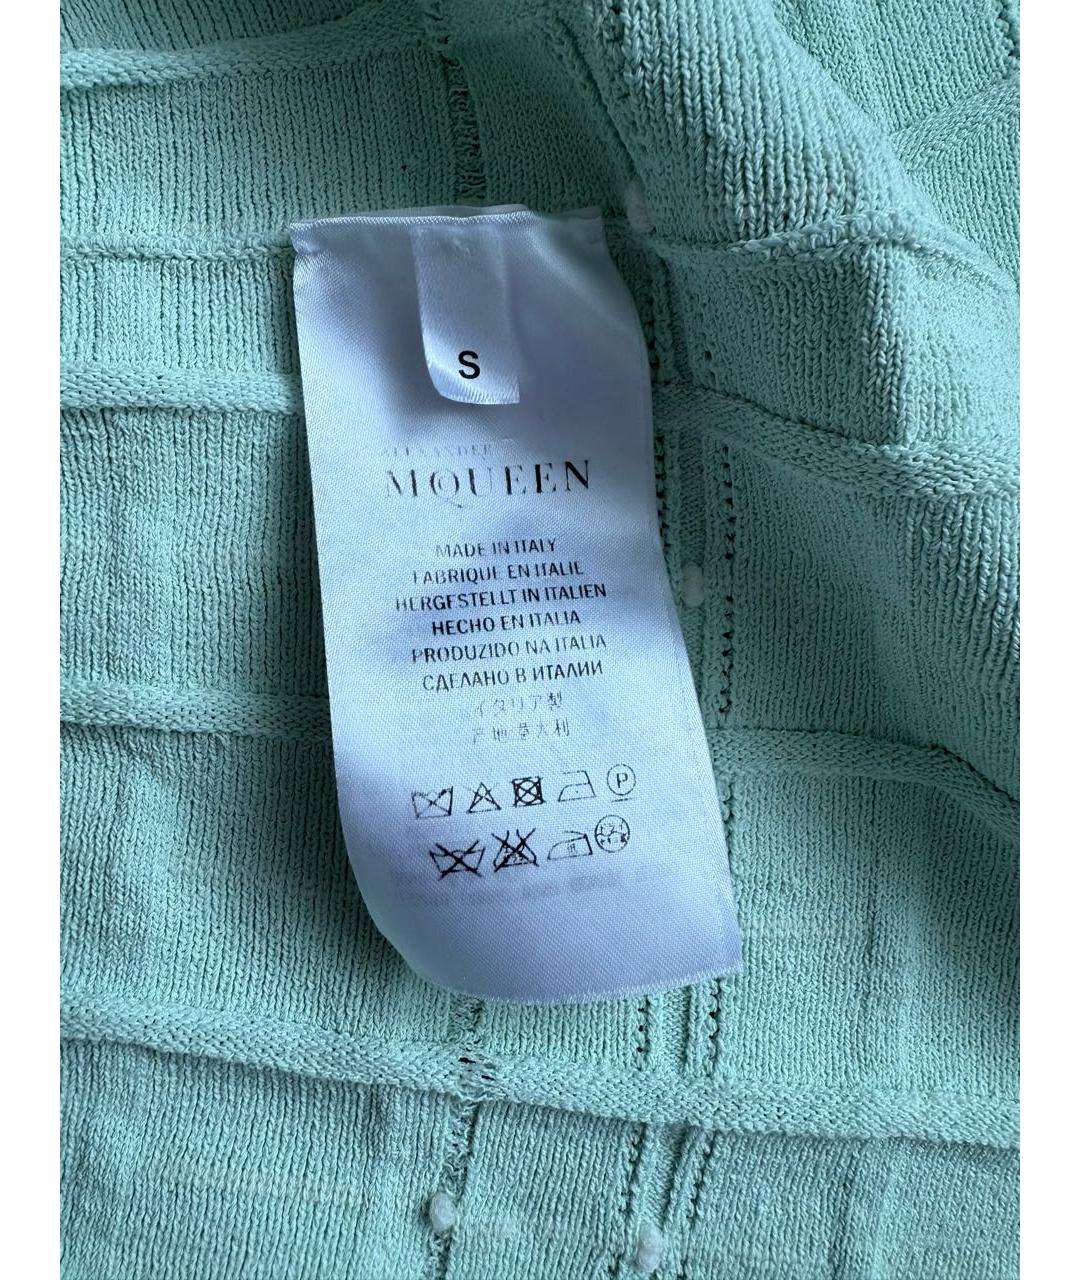 S
ALEXANDER
MCQUEEN
MADE IN ITALY
FABRIQUE EN ITALIE
HERGESTELLT IN ITALIEN
HECHO EN ITALIA
PRODUZIDO NA ITALIA
СДЕЛАНО В ИТАЛИИ
イタリア製
产地 意大利
P